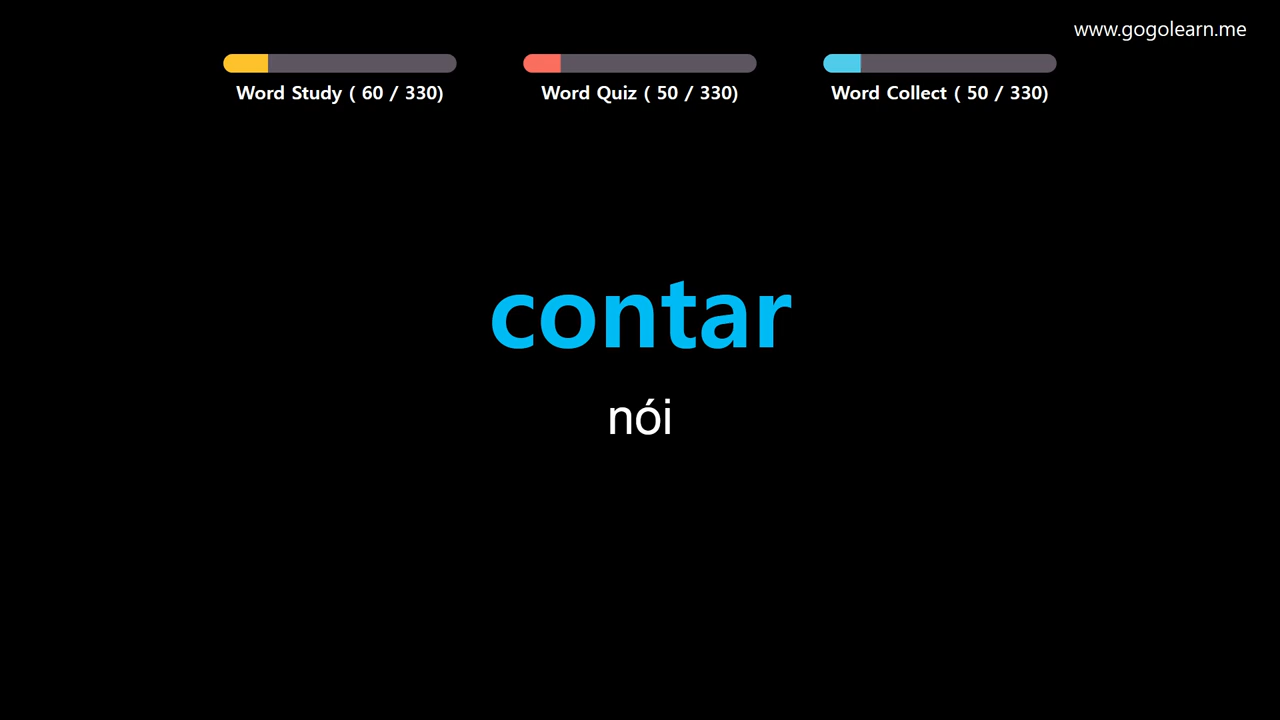 www.gogolearn.me
Word Study ( 60 / 330)
Word Quiz ( 50 / 330)
Word Collect ( 50 / 330)
contar
nói